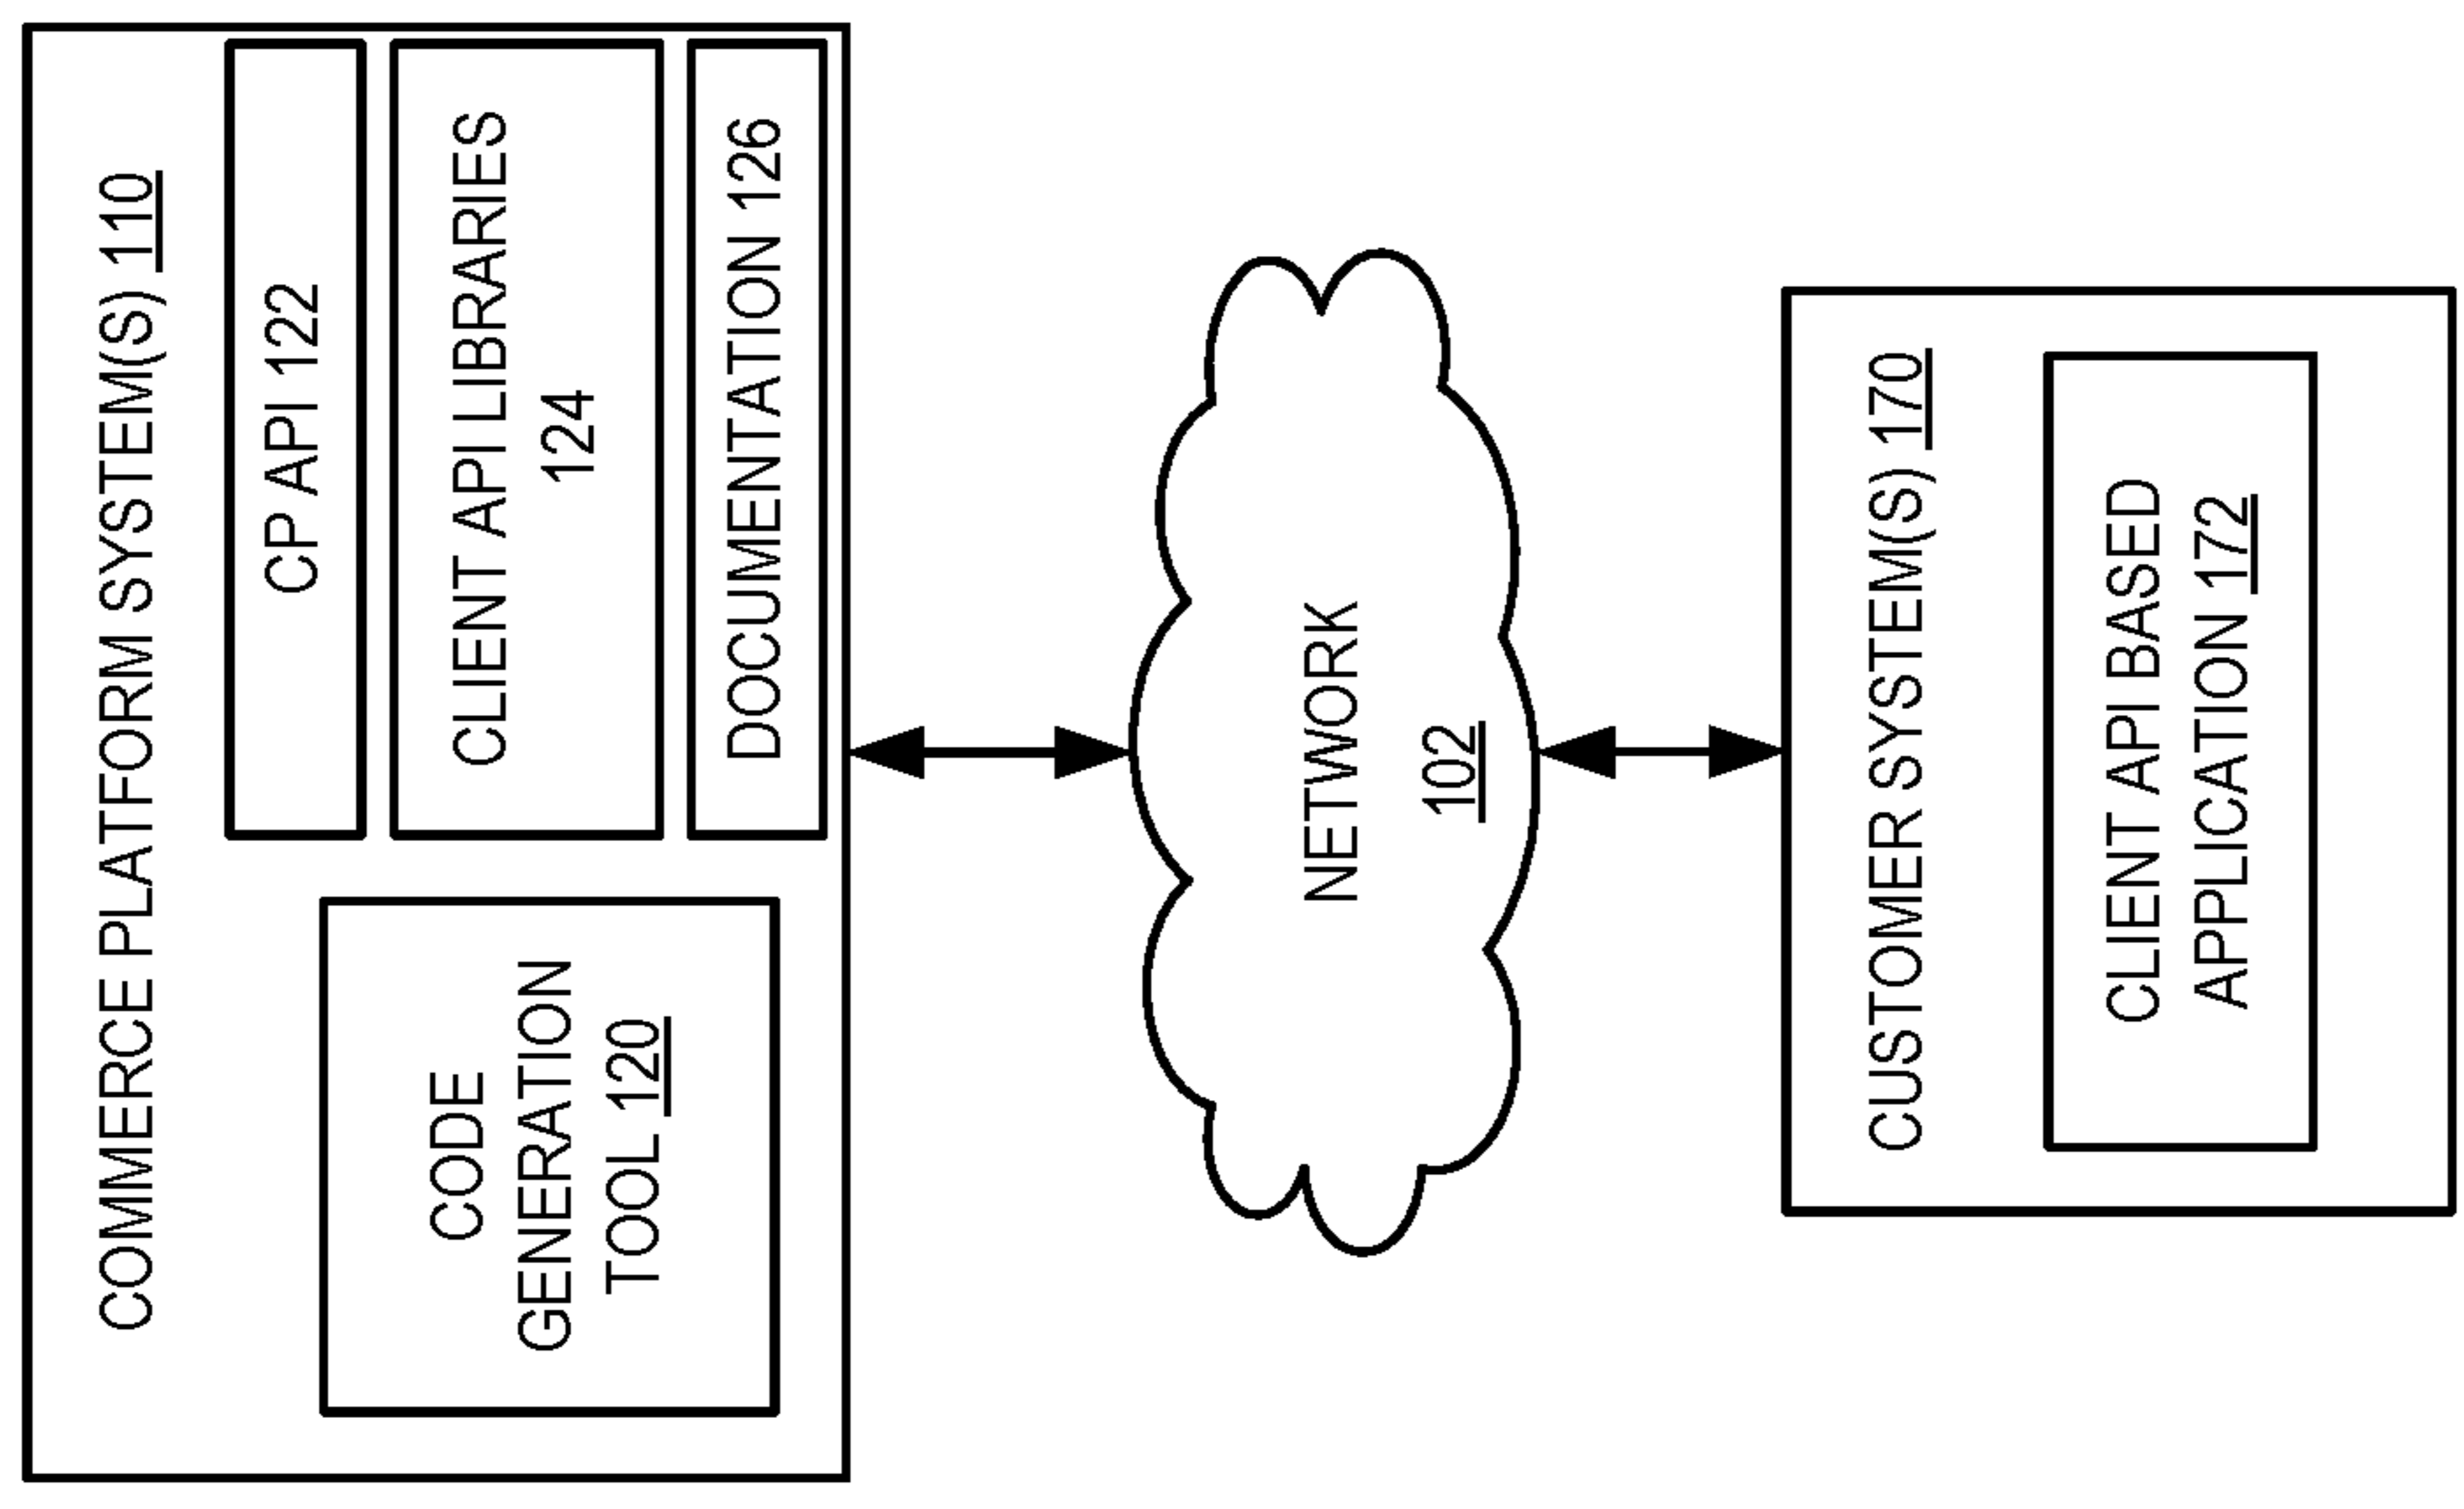 COMMERCE PLATFORM SYSTEM(S) 110
CODE
GENERATION
TOOL 120
CP API 122
CLIENT API LIBRARIES
124
DOCUMENTATION 126
NETWORK
102
CUSTOMER SYSTEM(S) 170
CLIENT API BASED
APPLICATION 172